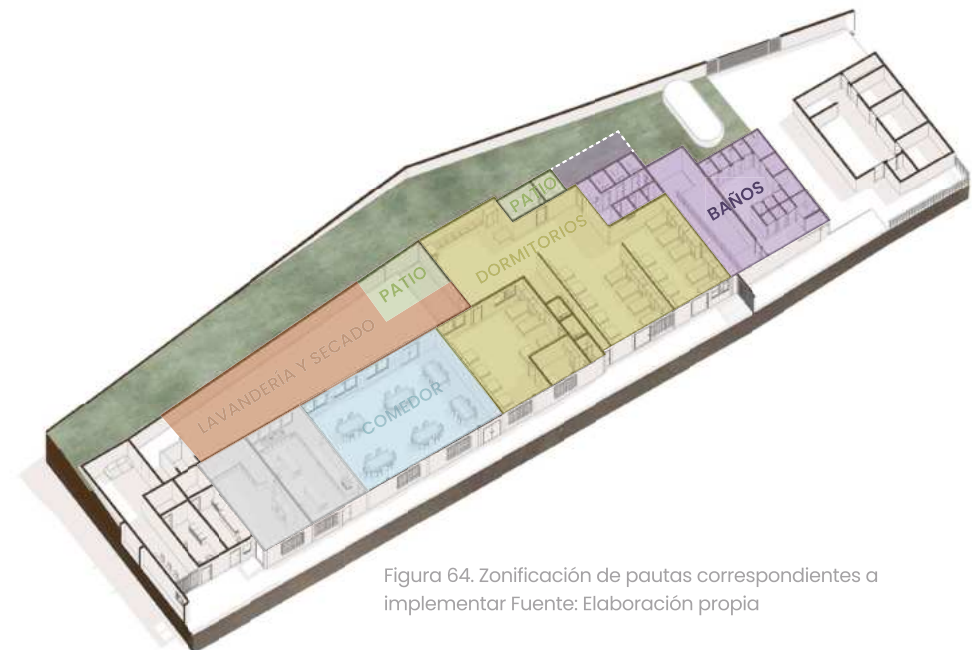 BAÑOS
PATIO
DORMITORIOS
PATIO
LAVANDERÍA Y SECADO
COMEDOR
Figura 64. Zonificación de pautas correspondientes a
implementar Fuente: Elaboración propia